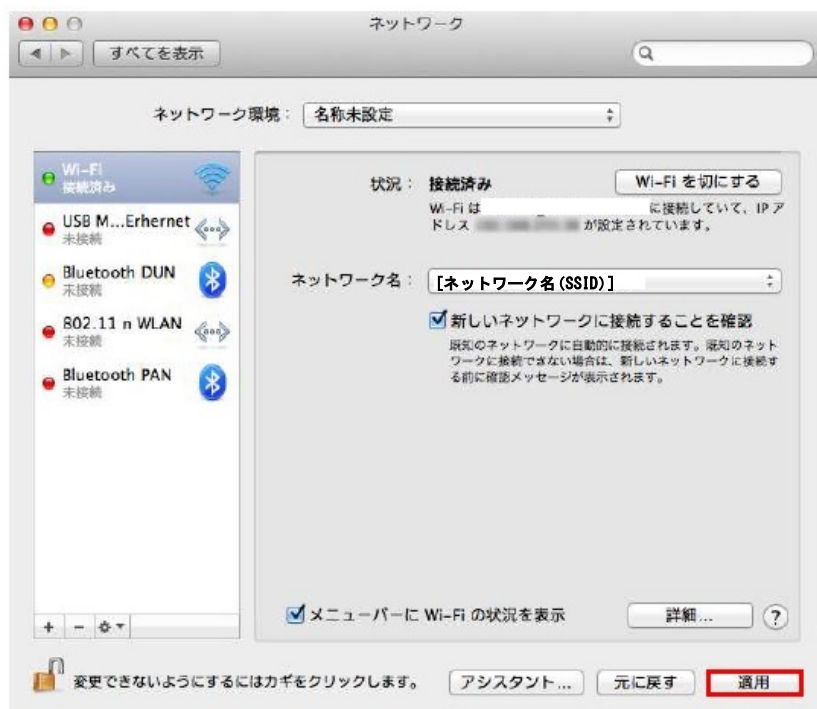 ネットワーク
すべてを表示
ネットワーク環境： 名称未設定
Wi-Fi
接続済み
USB M...Erhernet
未接続
Bluetooth DUN
未接続
802.11 n WLAN
未接続
Bluetooth PAN
未接続
状況： 接続済み Wi-Fi を切にする
Wi-Fi は に接続していて、IP ア
ドレス が設定されています。
ネットワーク名： [ネットワーク名(SSID)]
新しいネットワークに接続することを確認
既知のネットワークに自動的に接続されます。既知のネット
ワークに接続できない場合は、新しいネットワークに接続す
る前に確認メッセージが表示されます。
メニューバーに Wi-Fi の状況を表示 詳細... ?
+ -
変更できないようにするにはカギをクリックします。 アシスタント... 元に戻す 適用